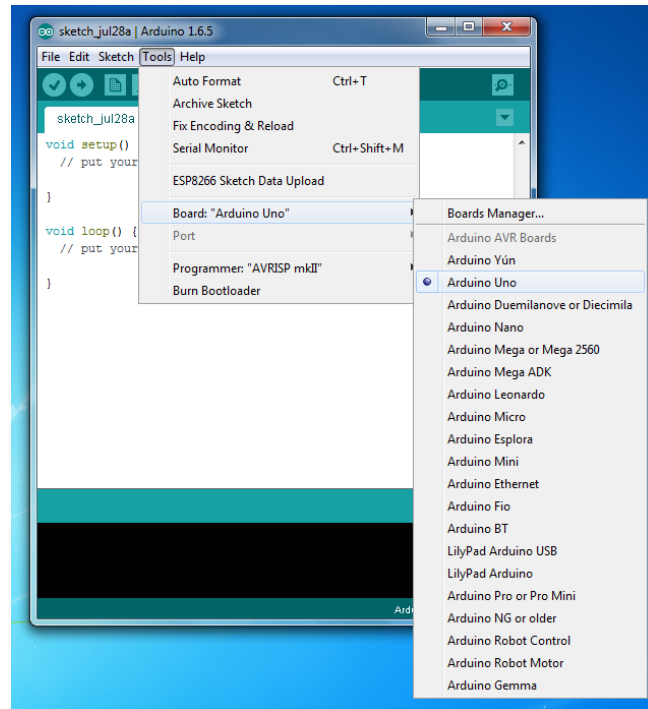 sketch_jul28a | Arduino 1.6.5
File Edit Sketch Tools Help
sketch_jul28a
void setup()
// put your
}
void loop() {
// put your
}
Auto Format Ctrl+T
Archive Sketch
Fix Encoding & Reload
Serial Monitor Ctrl+Shift+M
ESP8266 Sketch Data Upload
Board: "Arduino Uno"
Port
Programmer: "AVRISP mkII"
Burn Bootloader
Boards Manager...
Arduino AVR Boards
Arduino Yún
Arduino Uno
Arduino Duemilanove or Diecimila
Arduino Nano
Arduino Mega or Mega 2560
Arduino Mega ADK
Arduino Leonardo
Arduino Micro
Arduino Esplora
Arduino Mini
Arduino Ethernet
Arduino Fio
Arduino BT
LilyPad Arduino USB
LilyPad Arduino
Arduino Pro or Pro Mini
Arduino NG or older
Arduino Robot Control
Arduino Robot Motor
Arduino Gemma